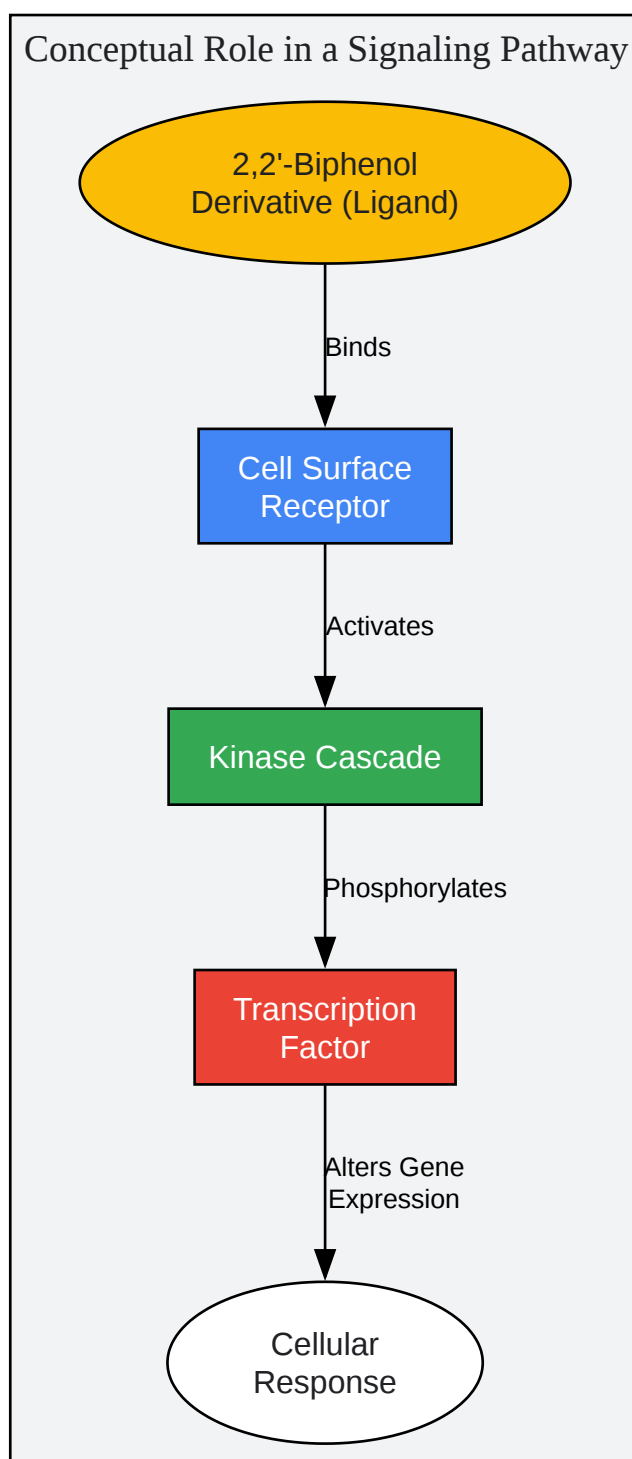 Conceptual Role in a Signaling Pathway
2,2'-Biphenol
Derivative (Ligand)
Binds
Cell Surface
Receptor
Activates
Kinase Cascade
Phosphorylates
Transcription
Factor
Alters Gene
Expression
Cellular
Response